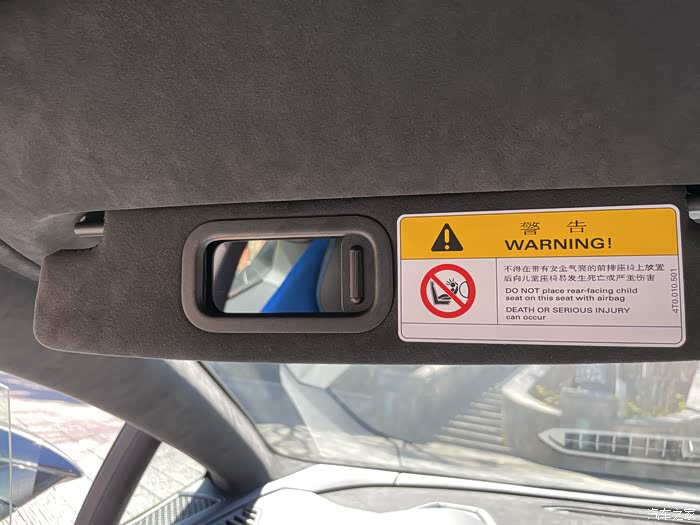 警 告
WARNING!
不得在带有安全气囊的前排座椅上放置
后向儿童座椅易发生死亡或严重伤害
DO NOT place rear-facing child
seat on this seat with airbag
DEATH OR SERIOUS INJURY
can occur
4T0.010.501
汽车之家